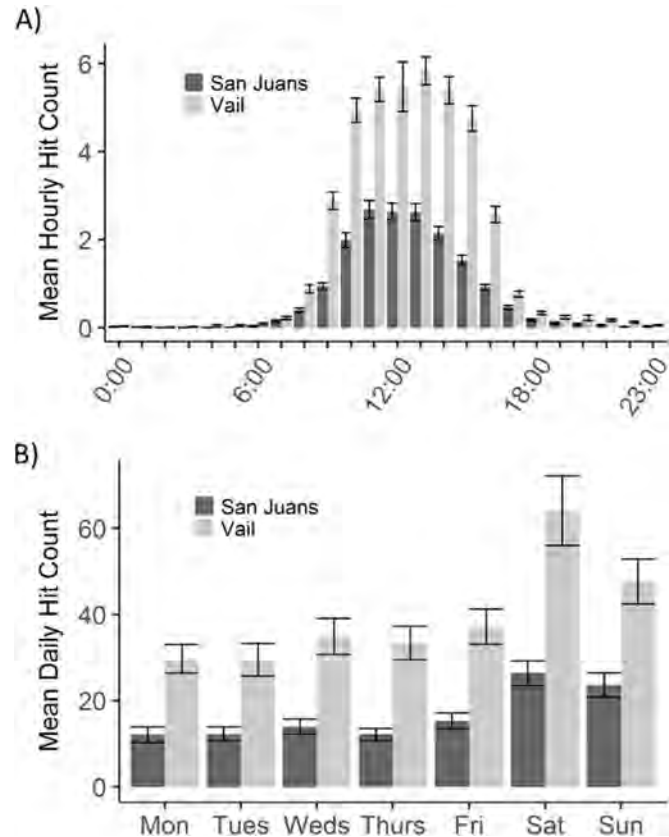 A)
Mean Hourly Hit Count
6
4
2
0
San Juans
Vail
0:00
6:00
12:00
18:00
23:00
B)
Mean Daily Hit Count
60
40
20
0
San Juans
Vail
Mon Tues Weds Thurs Fri Sat Sun